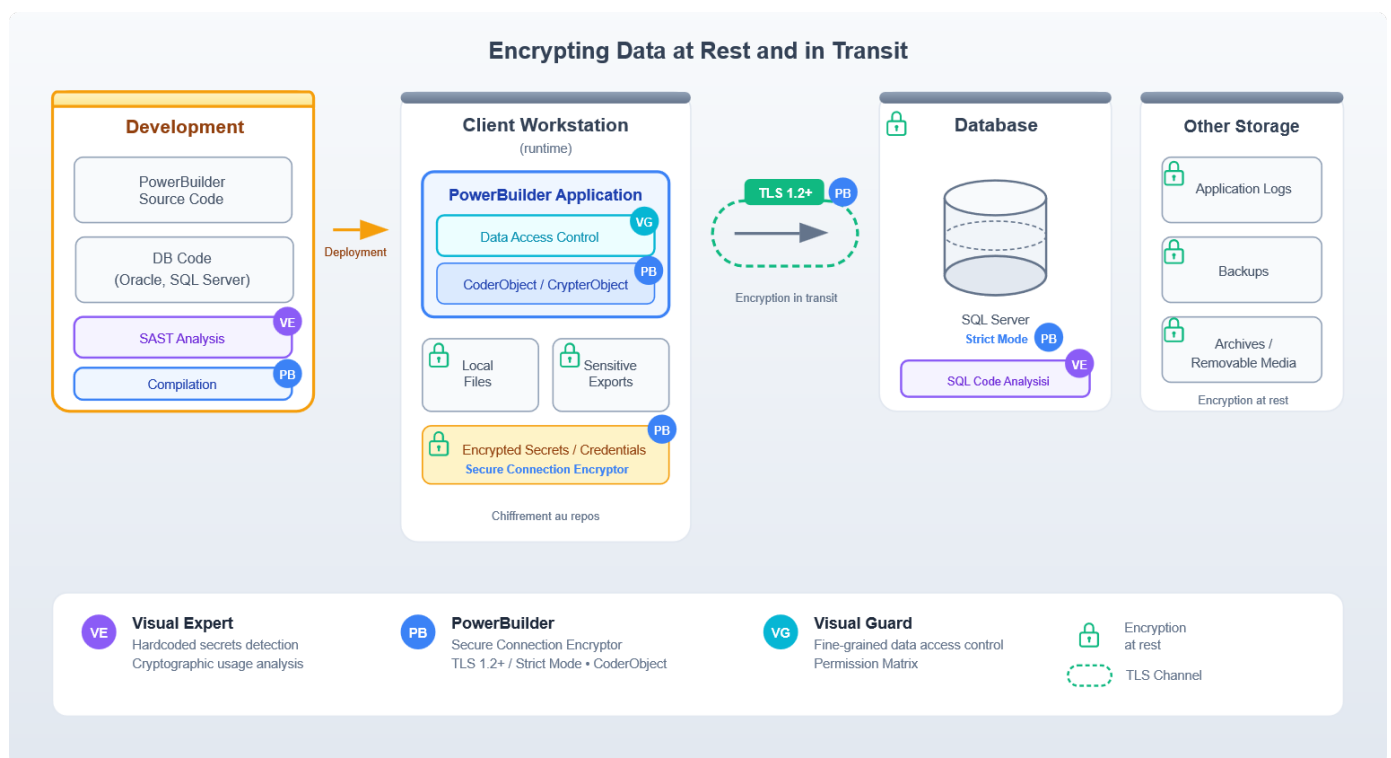 Encrypting Data at Rest and in Transit
Development
PowerBuilder
Source Code
DB Code
(Oracle, SQL Server)
VE
SAST Analysis
PB
Compilation
Deployment
Client Workstation
(runtime)
PowerBuilder Application
VG
Data Access Control
PB
CoderObject / CrypterObject
Local
Files
Sensitive
Exports
PB
Encrypted Secrets / Credentials
Secure Connection Encryptor
Chiffrement au repos
TLS 1.2+
PB
Encryption in transit
Database
SQL Server
Strict Mode
PB
VE
SQL Code Analysisi
Other Storage
Application Logs
Backups
Archives /
Removable Media
Encryption at rest
VE
Visual Expert
Hardcoded secrets detection
Cryptographic usage analysis
PB
PowerBuilder
Secure Connection Encryptor
TLS 1.2+ / Strict Mode • CoderObject
VG
Visual Guard
Fine-grained data access control
Permission Matrix
Encryption
at rest
TLS Channel